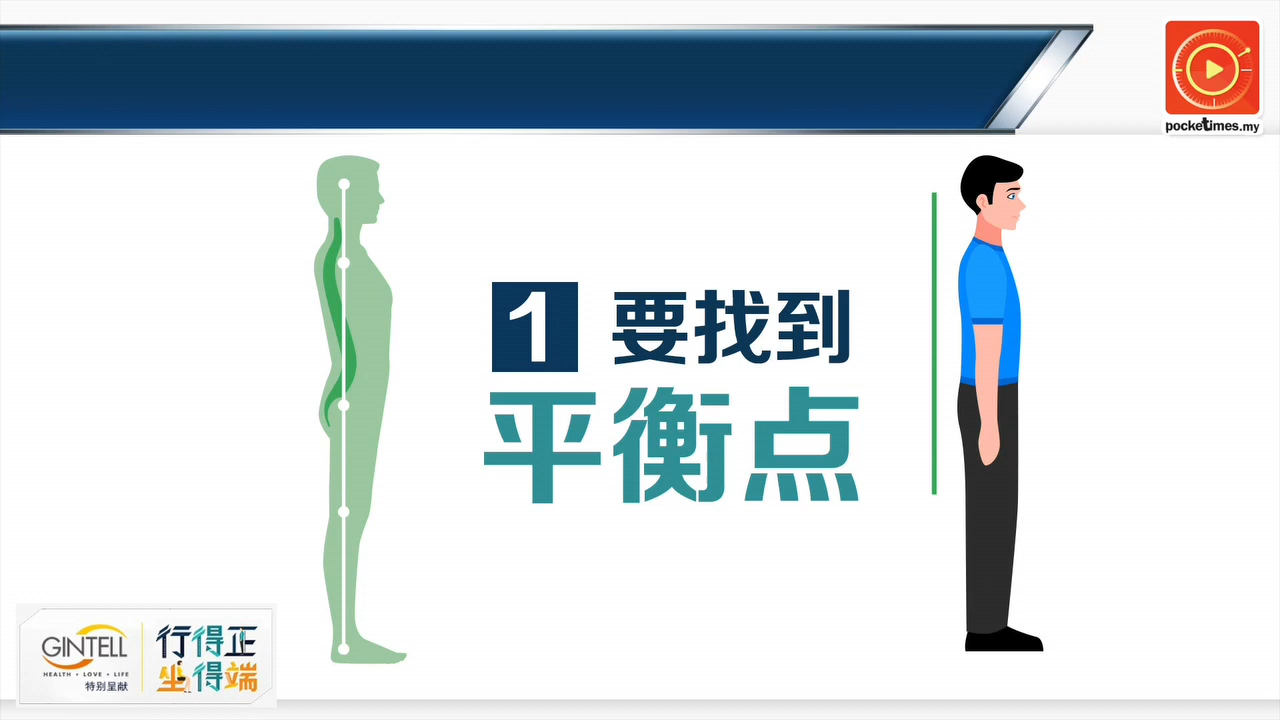 pocketimes.my
1 要找到
平衡点
GINTELL
HEALTH • LOVE • LIFE
特别呈献
行得正
坐得端